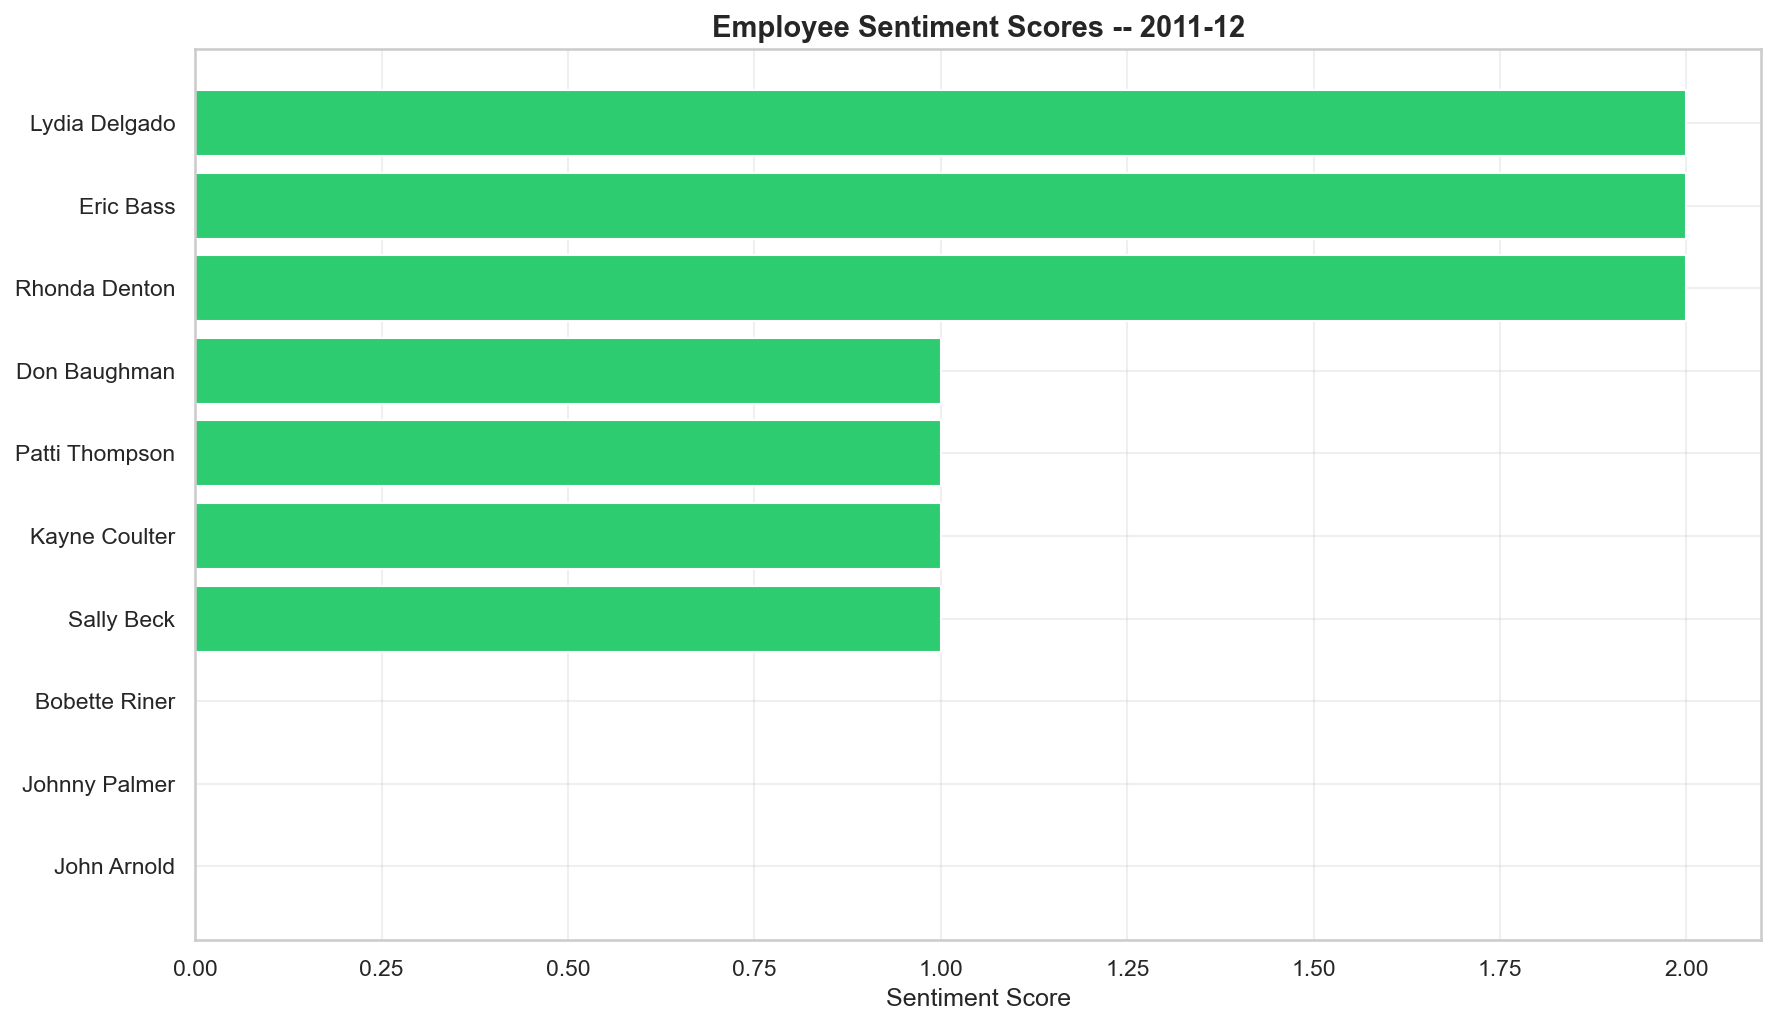 Employee Sentiment Scores -- 2011-12
Lydia Delgado
Eric Bass
Rhonda Denton
Don Baughman
Patti Thompson
Kayne Coulter
Sally Beck
Bobette Riner
Johnny Palmer
John Arnold
0.00 0.25 0.50 0.75 1.00 1.25 1.50 1.75 2.00
Sentiment Score